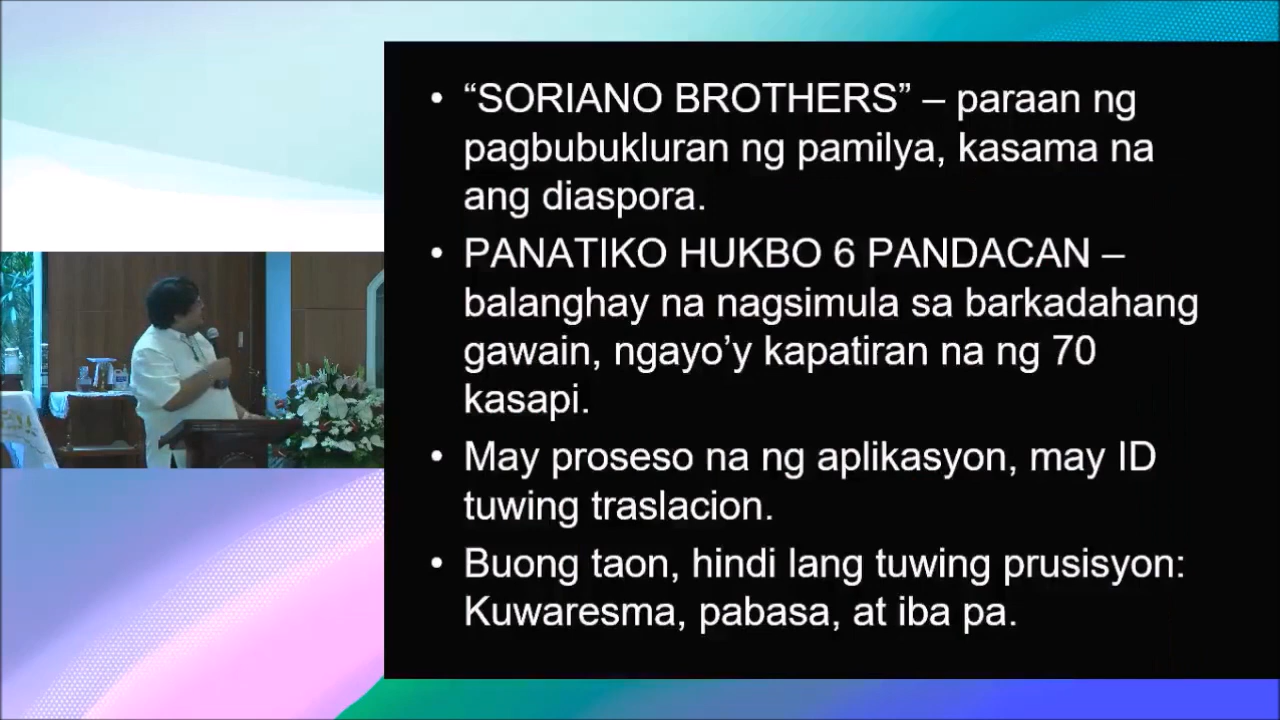 • “SORIANO BROTHERS” – paraan ng
pagbubukluran ng pamilya, kasama na
ang diaspora.
• PANATIKO HUKBO 6 PANDACAN –
balanghay na nagsimula sa barkadahang
gawain, ngayo’y kapatiran na ng 70
kasapi.
• May proseso na ng aplikasyon, may ID
tuwing traslacion.
• Buong taon, hindi lang tuwing prusisyon:
Kuwaresma, pabasa, at iba pa.